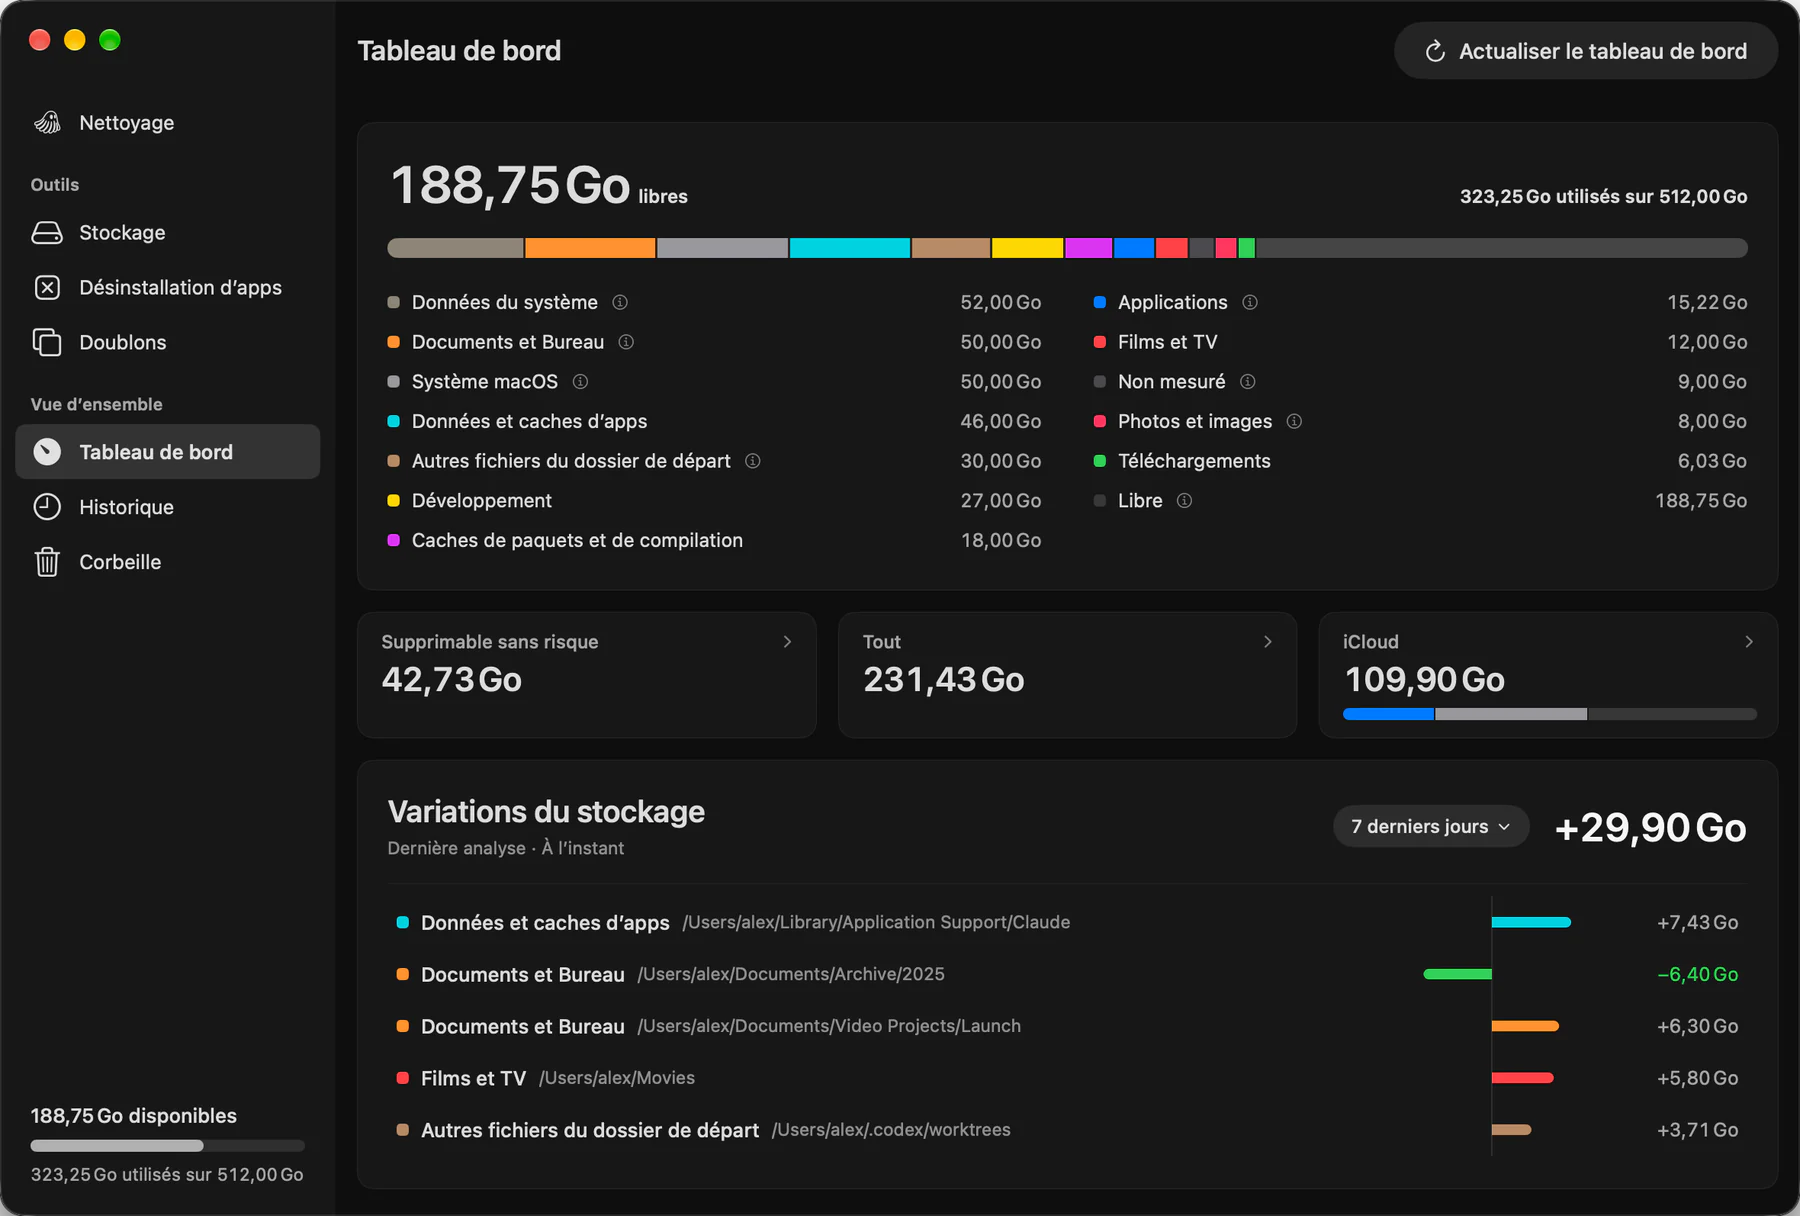 Tableau de bord
Actualiser le tableau de bord
Nettoyage
Outils
Stockage
Désinstallation d’apps
Doublons
Vue d’ensemble
Tableau de bord
Historique
Corbeille
188,75 Go disponibles
323,25 Go utilisés sur 512,00 Go
188,75 Go libres
323,25 Go utilisés sur 512,00 Go
Données du système 52,00 Go
Documents et Bureau 50,00 Go
Système macOS 50,00 Go
Données et caches d’apps 46,00 Go
Autres fichiers du dossier de départ 30,00 Go
Développement 27,00 Go
Caches de paquets et de compilation 18,00 Go
Applications 15,22 Go
Films et TV 12,00 Go
Non mesuré 9,00 Go
Photos et images 8,00 Go
Téléchargements 6,03 Go
Libre 188,75 Go
Supprimable sans risque
42,73 Go
Tout
231,43 Go
iCloud
109,90 Go
Variations du stockage
Dernière analyse · À l’instant
7 derniers jours
+29,90 Go
Données et caches d’apps /Users/alex/Library/Application Support/Claude +7,43 Go
Documents et Bureau /Users/alex/Documents/Archive/2025 −6,40 Go
Documents et Bureau /Users/alex/Documents/Video Projects/Launch +6,30 Go
Films et TV /Users/alex/Movies +5,80 Go
Autres fichiers du dossier de départ /Users/alex/.codex/worktrees +3,71 Go